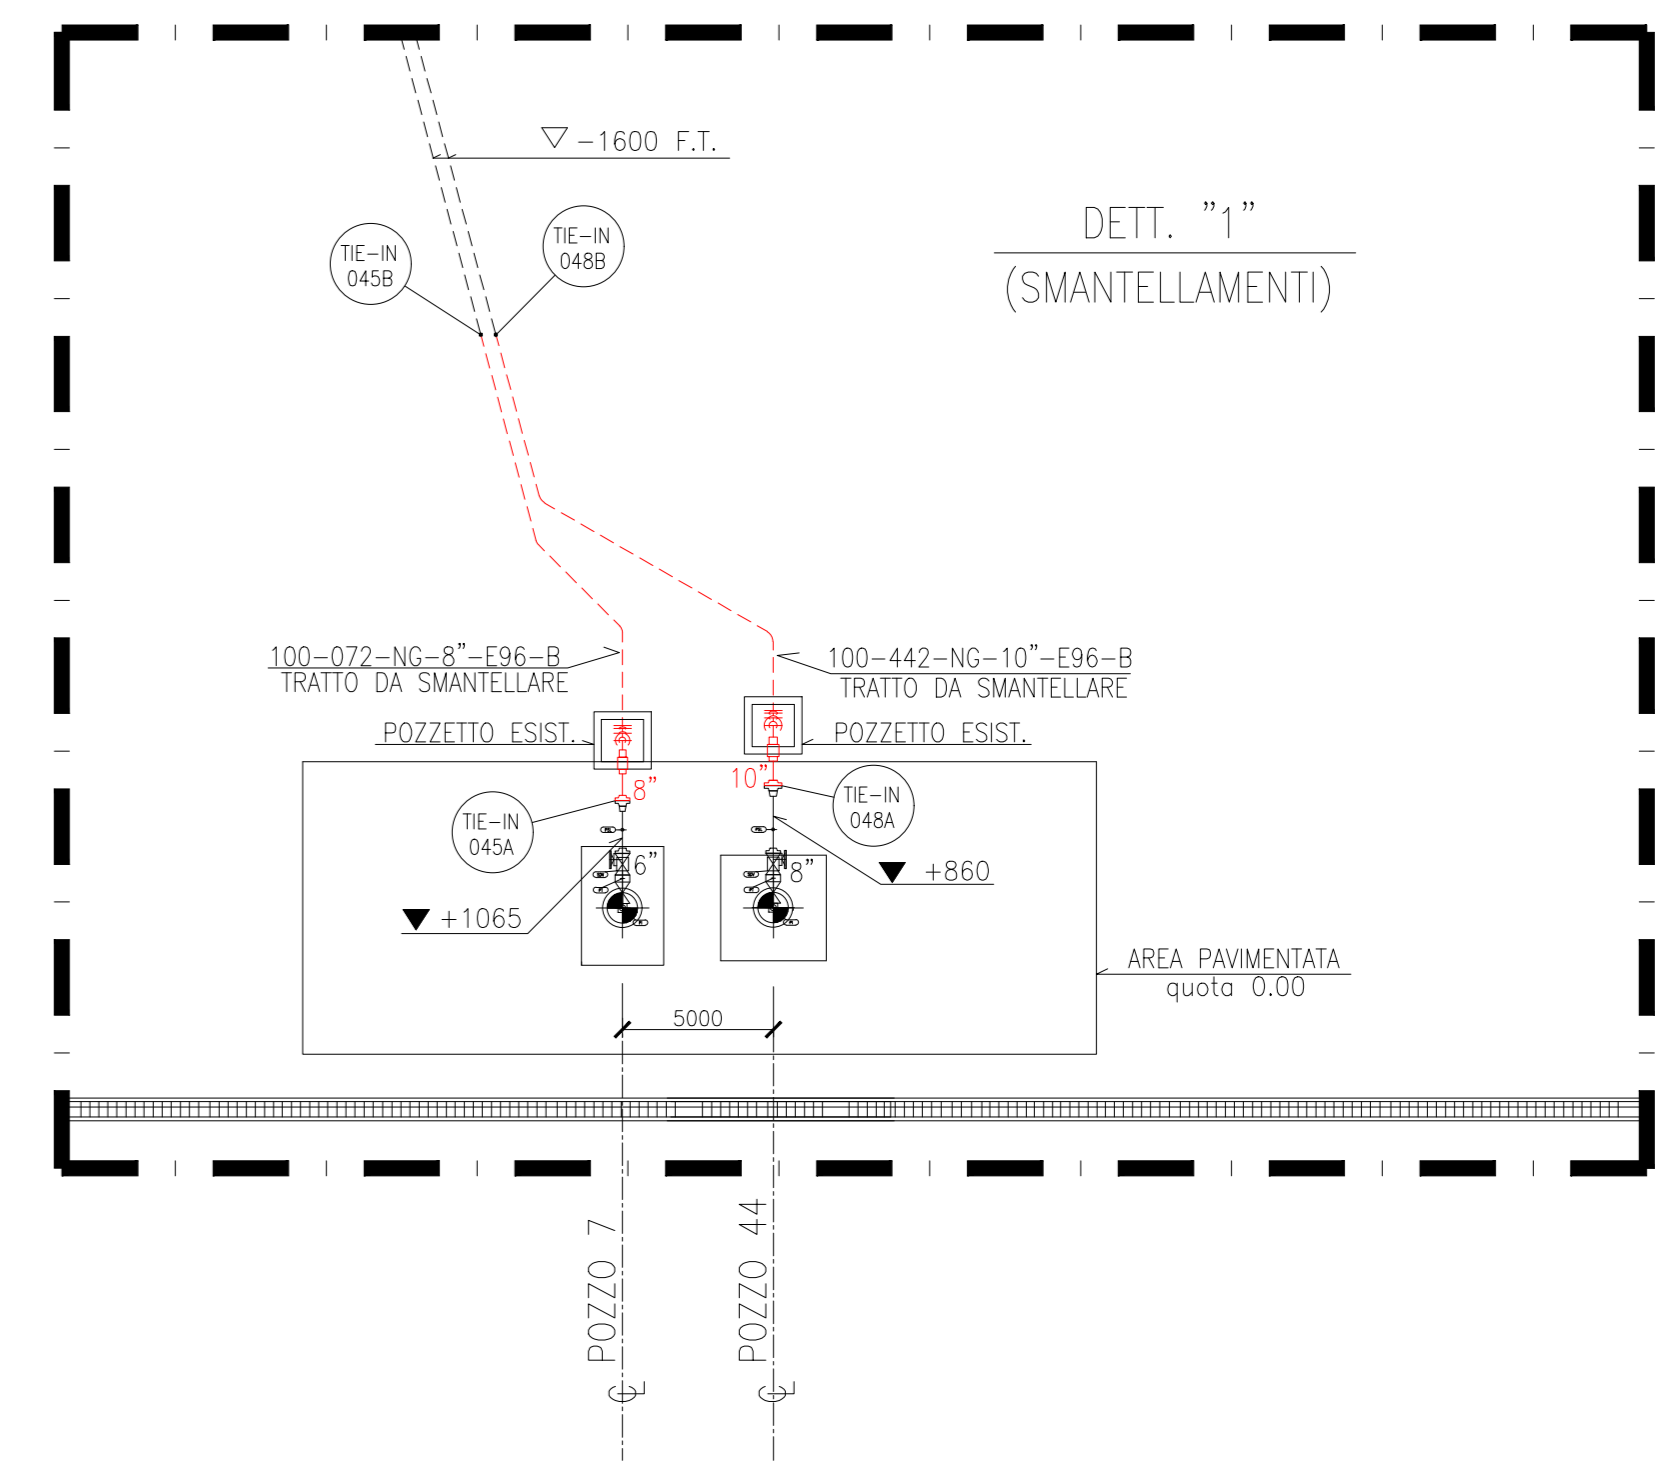 -1600 F.T.
DETT. "1"
(SMANTELLAMENTI)
TIE-IN
045B
TIE-IN
048B
100-072-NG-8"-E96-B
TRATTO DA SMANTELLARE
100-442-NG-10"-E96-B
TRATTO DA SMANTELLARE
POZZETTO ESIST.
POZZETTO ESIST.
8"
10"
TIE-IN
045A
TIE-IN
048A
6"
8"
+860
+1065
AREA PAVIMENTATA
quota 0.00
5000
POZZO 7
POZZO 44